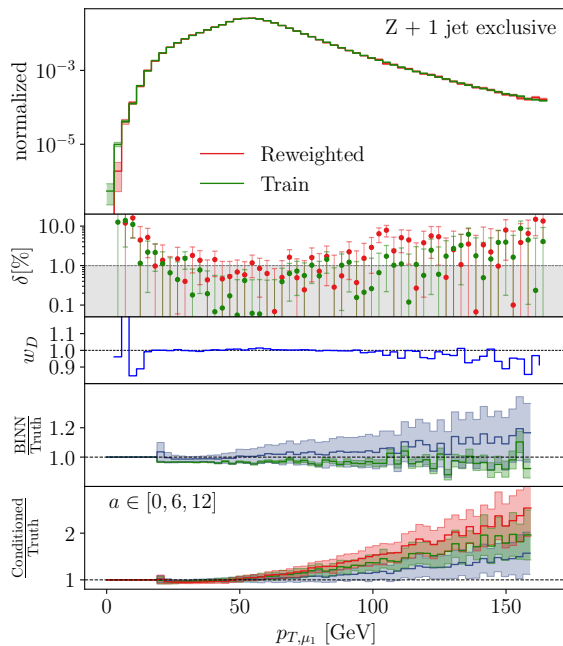 Z + 1 jet exclusive
normalized
10⁻³
10⁻⁵
Reweighted
Train
δ[%]
10.0
1.0
0.1
w_D
1.1
1.0
0.9
BINN
Truth
1.2
1.0
Conditioned
Truth
a ∈ [0, 6, 12]
2
1
0 50 100 150
p_{T,μ₁} [GeV]